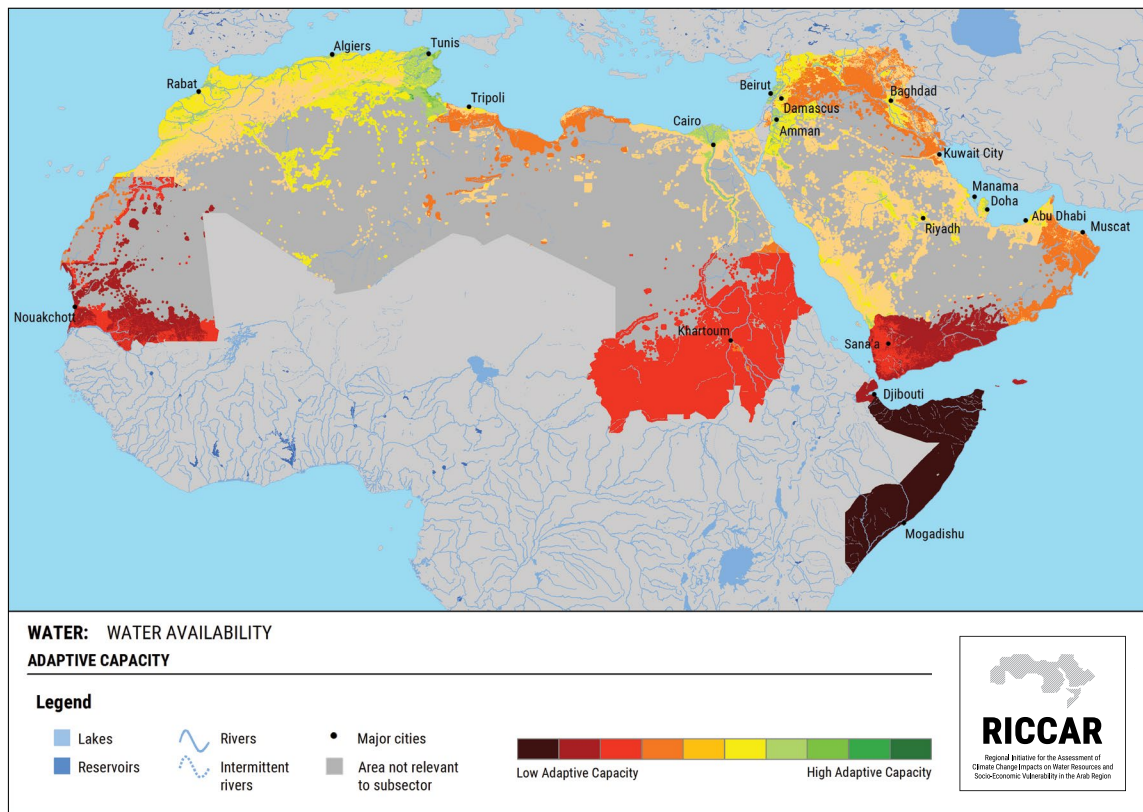 Algiers
Tunis
Rabat
Tripoli
Beirut
Damascus
Baghdad
Cairo
Amman
Kuwait City
Manama
Doha
Abu Dhabi
Riyadh
Muscat
Nouakchott
Khartoum
Sana'a
Djibouti
Mogadishu
WATER: WATER AVAILABILITY
ADAPTIVE CAPACITY
Legend
Lakes
Reservoirs
Rivers
Intermittent
rivers
Major cities
Area not relevant
to subsector
Low Adaptive Capacity
High Adaptive Capacity
RICCAR
Regional Initiative for the Assessment of
Climate Change Impacts on Water Resources and
Socio-Economic Vulnerability in the Arab Region